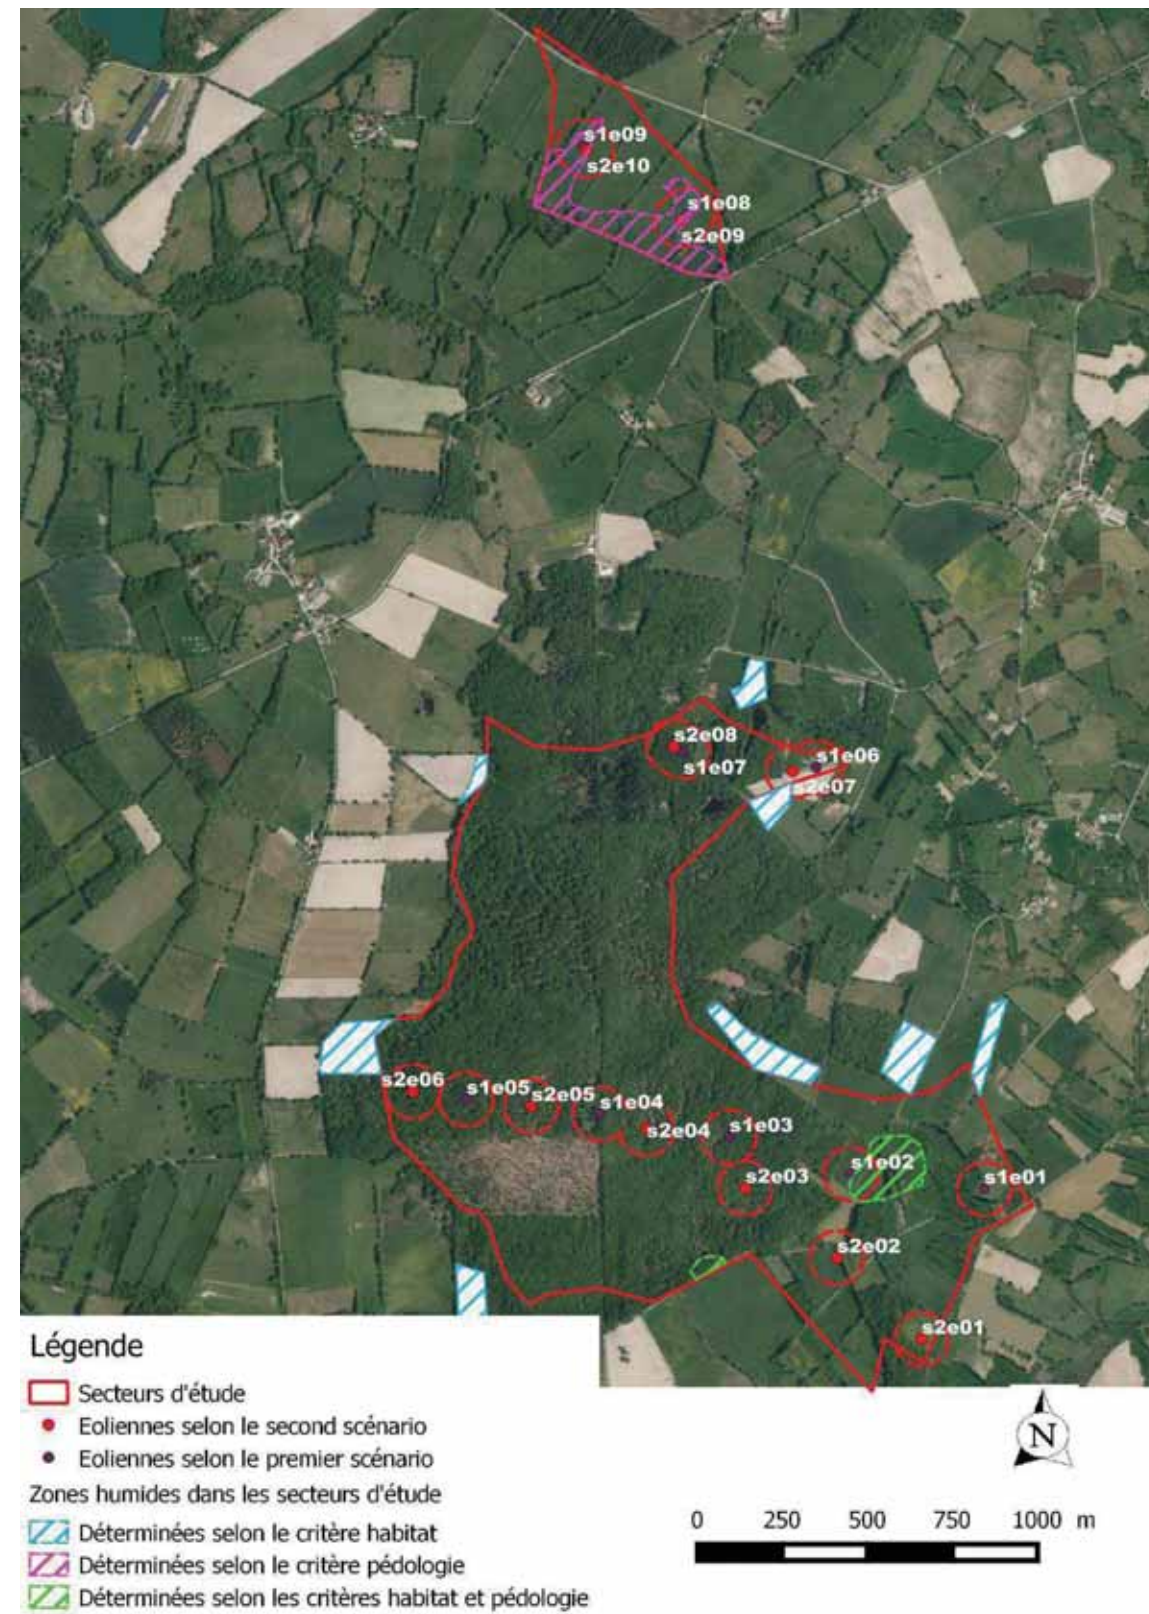 s1e09
s2e10
s1e08
s2e09
s2e08
s1e07
s1e06
s2e07
s2e06
s1e05
s2e05
s1e04
s2e04
s1e03
s2e03
s1e02
s1e01
s2e02
s2e01
Légende
Secteurs d'étude
Eoliennes selon le second scénario
Eoliennes selon le premier scénario
Zones humides dans les secteurs d'étude
Déterminées selon le critère habitat
Déterminées selon le critère pédologie
Déterminées selon les critères habitat et pédologie
N
0 250 500 750 1000 m